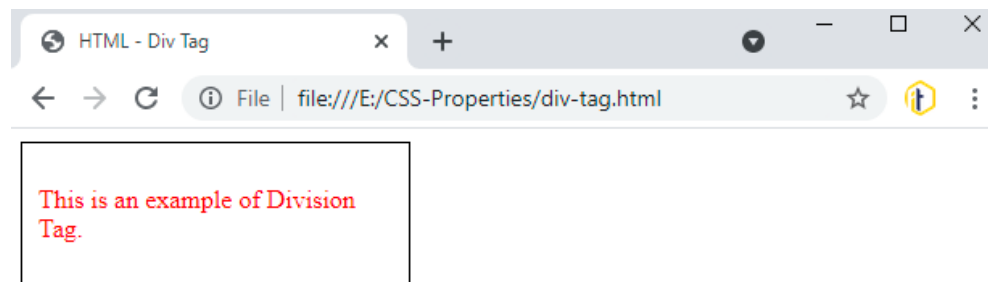 HTML - Div Tag
File | file:///E:/CSS-Properties/div-tag.html
This is an example of Division
Tag.